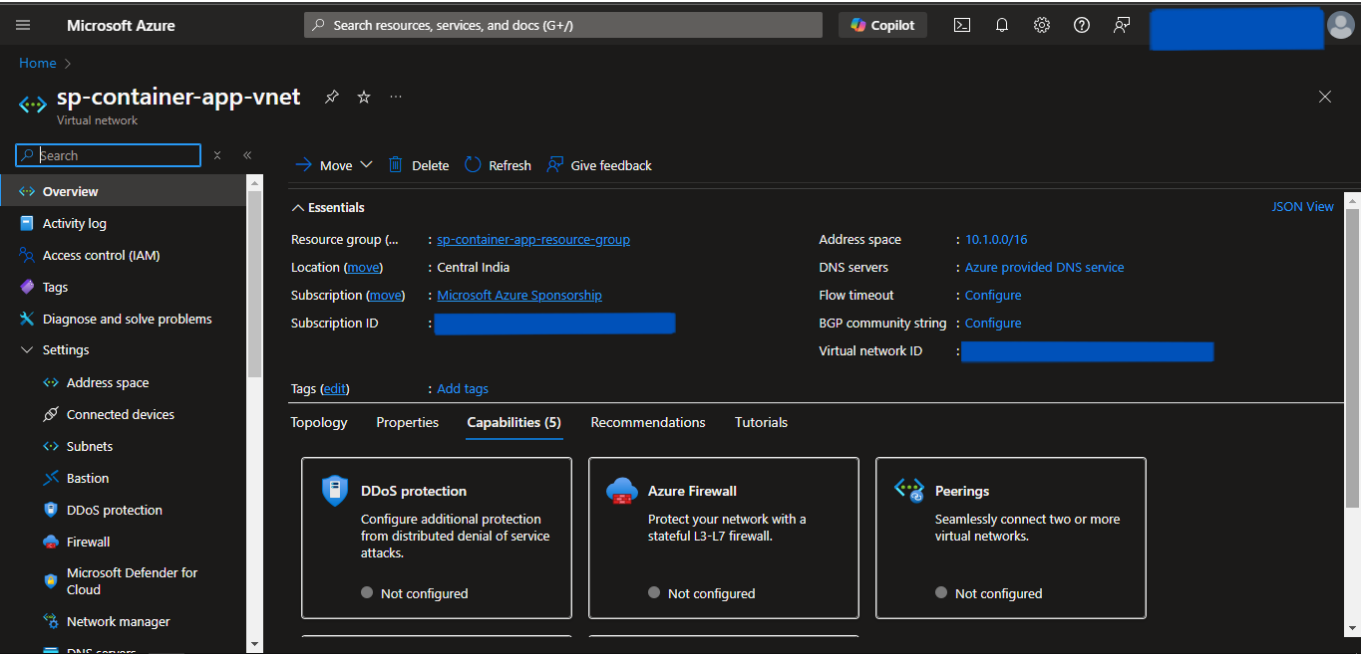 Microsoft Azure
Search resources, services, and docs (G+/)
Copilot
Home >
sp-container-app-vnet ...
Virtual network
Search
Move
Delete
Refresh
Give feedback
Overview
Activity log
Access control (IAM)
Tags
Diagnose and solve problems
Settings
Address space
Connected devices
Subnets
Bastion
DDoS protection
Firewall
Microsoft Defender for
Cloud
Network manager
DNS servers
Essentials
JSON View
Resource group (... : sp-container-app-resource-group
Location (move) : Central India
Subscription (move) : Microsoft Azure Sponsorship
Subscription ID :
Address space : 10.1.0.0/16
DNS servers : Azure provided DNS service
Flow timeout : Configure
BGP community string : Configure
Virtual network ID :
Tags (edit) : Add tags
Topology Properties Capabilities (5) Recommendations Tutorials
DDoS protection
Configure additional protection
from distributed denial of service
attacks.
Not configured
Azure Firewall
Protect your network with a
stateful L3-L7 firewall.
Not configured
Peerings
Seamlessly connect two or more
virtual networks.
Not configured